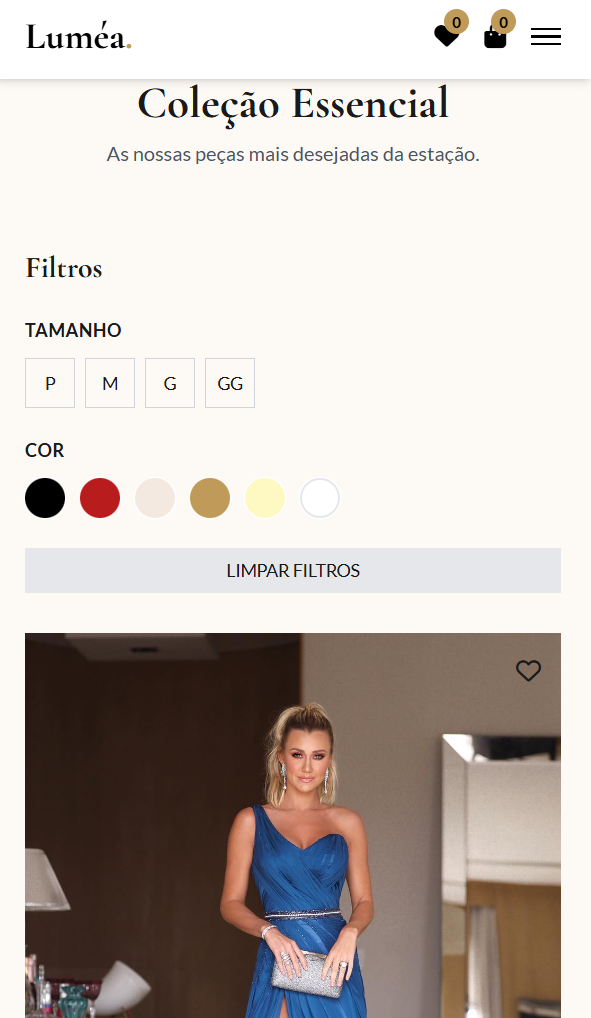 Luméa.
0
0
Coleção Essencial
As nossas peças mais desejadas da estação.
Filtros
TAMANHO
P M G GG
COR
LIMPAR FILTROS